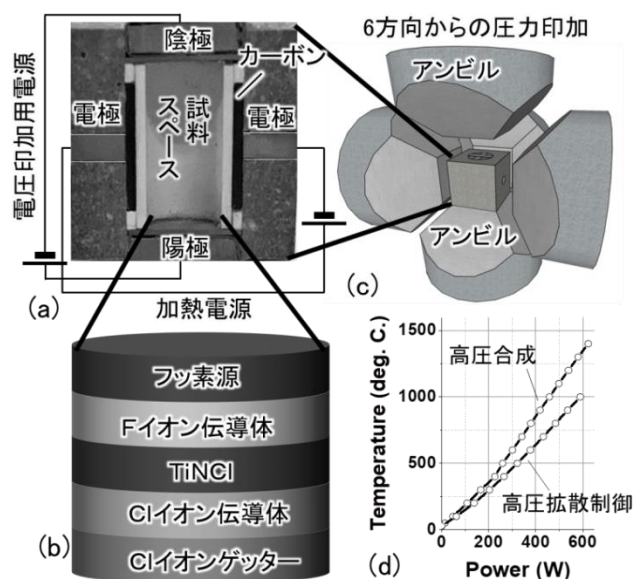 (a)
陰極
カーボン
電極
試料
スペース
電極
電圧印加用電源
陽極
加熱電源
6方向からの圧力印加
アンビル
アンビル
(c)
フッ素源
Fイオン伝導体
TiNCl
Clイオン伝導体
Clイオンゲッター
(b)
1500
1000
500
0
Temperature (deg. C.)
高圧合成
高圧拡散制御
0 200 400 600
Power (W)
(d)